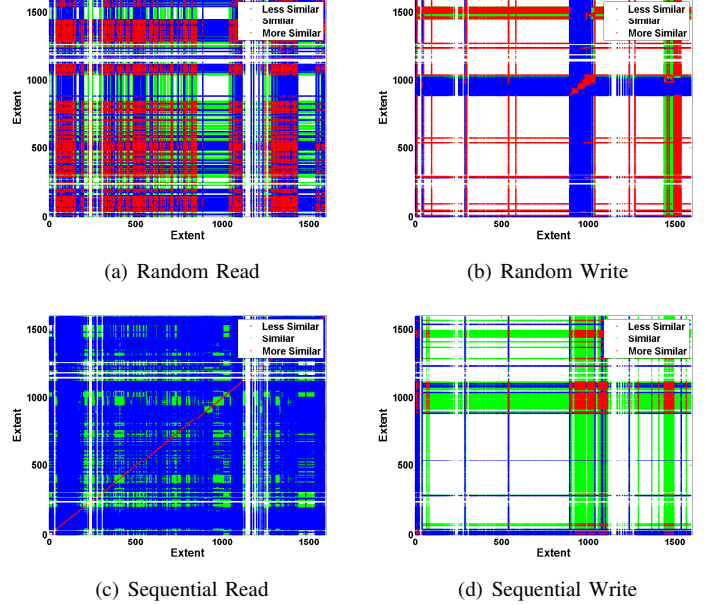 1500
Less Similar
Similar
More Similar
1000
Extent
500
0
0 500 1000 1500
Extent
(a) Random Read
1500
Less Similar
Similar
More Similar
1000
Extent
500
0
0 500 1000 1500
Extent
(b) Random Write
1500
Less Similar
Similar
More Similar
1000
Extent
500
0
0 500 1000 1500
Extent
(c) Sequential Read
1500
Less Similar
Similar
More Similar
1000
Extent
500
0
0 500 1000 1500
Extent
(d) Sequential Write